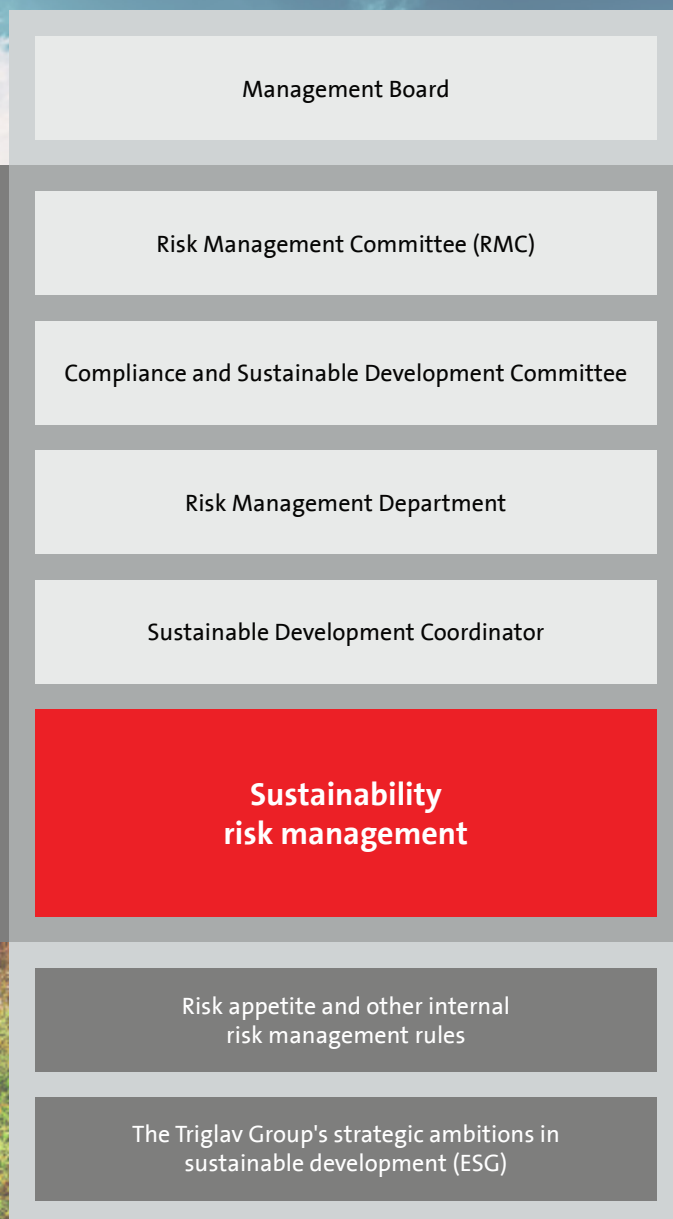 Management Board
Risk Management Committee (RMC)
Compliance and Sustainable Development Committee
Risk Management Department
Sustainable Development Coordinator
Sustainability
risk management
Risk appetite and other internal
risk management rules
The Triglav Group's strategic ambitions in
sustainable development (ESG)